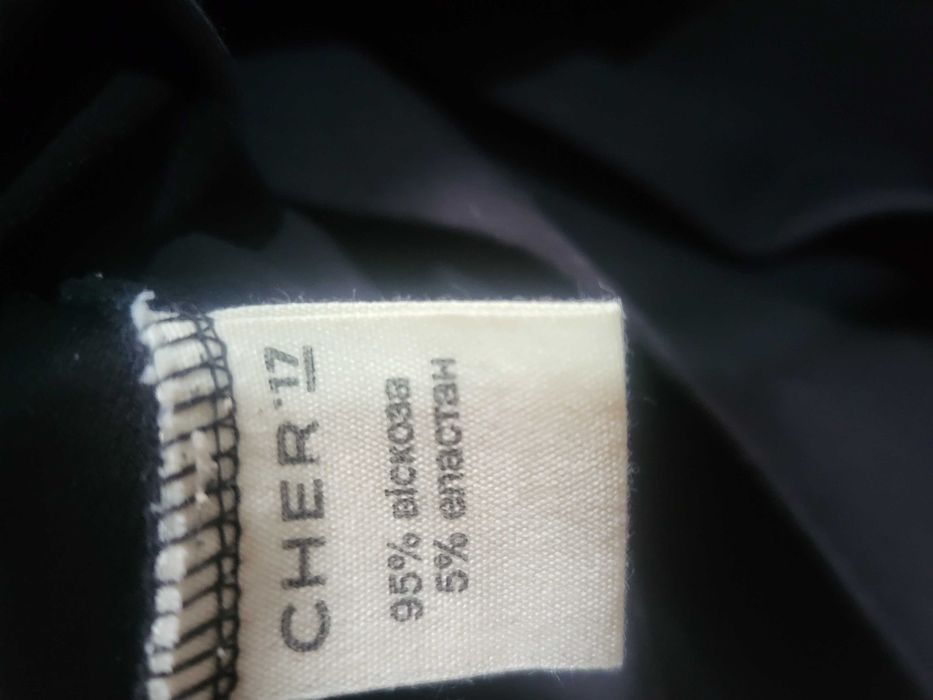 CHER '17
95% віскоза
5% еластан